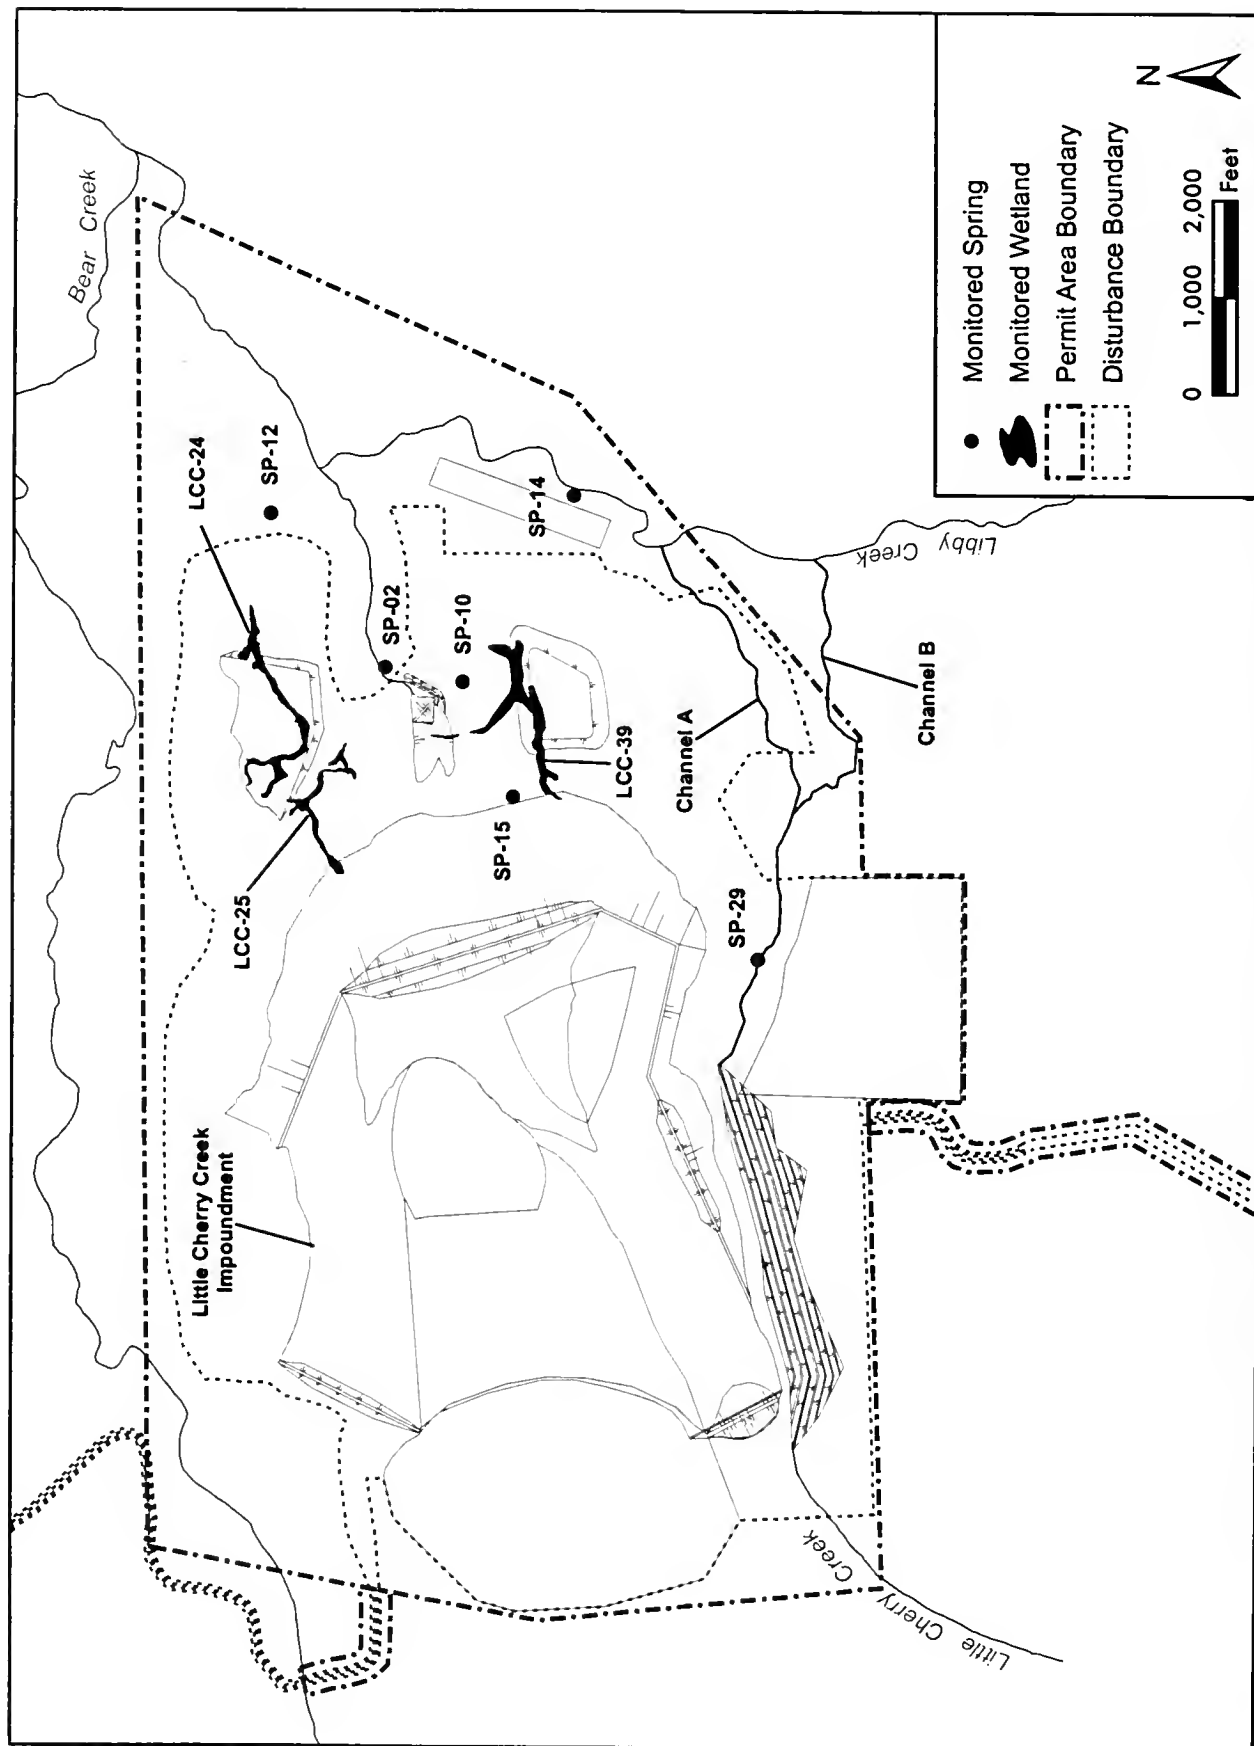 Bear Creek
LCC-24
SP-12
LCC-25
SP-02
SP-10
SP-14
SP-15
LCC-39
Channel A
Channel B
Libby
Creek
SP-29
Little Cherry Creek
Impoundment
Little Cherry
Creek
Monitored Spring
Monitored Wetland
Permit Area Boundary
Disturbance Boundary
N
0 1,000 2,000
Feet